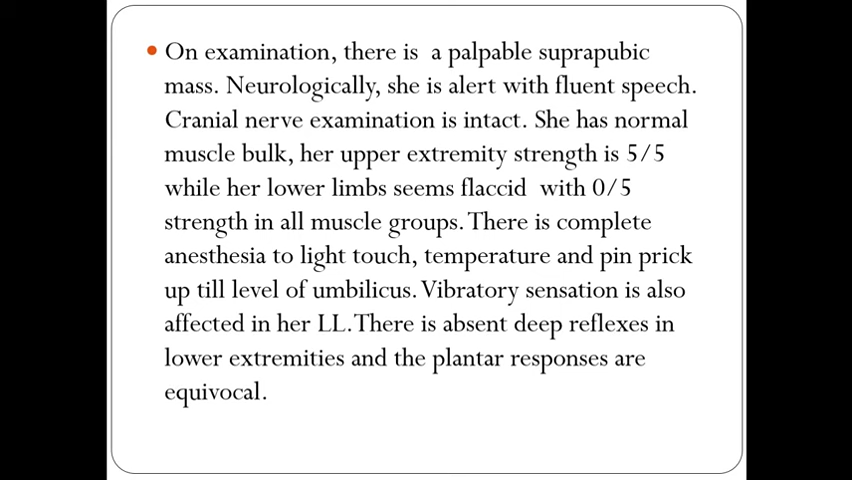 • On examination, there is a palpable suprapubic
mass. Neurologically, she is alert with fluent speech.
Cranial nerve examination is intact. She has normal
muscle bulk, her upper extremity strength is 5/5
while her lower limbs seems flaccid with 0/5
strength in all muscle groups. There is complete
anesthesia to light touch, temperature and pin prick
up till level of umbilicus. Vibratory sensation is also
affected in her LL. There is absent deep reflexes in
lower extremities and the plantar responses are
equivocal.